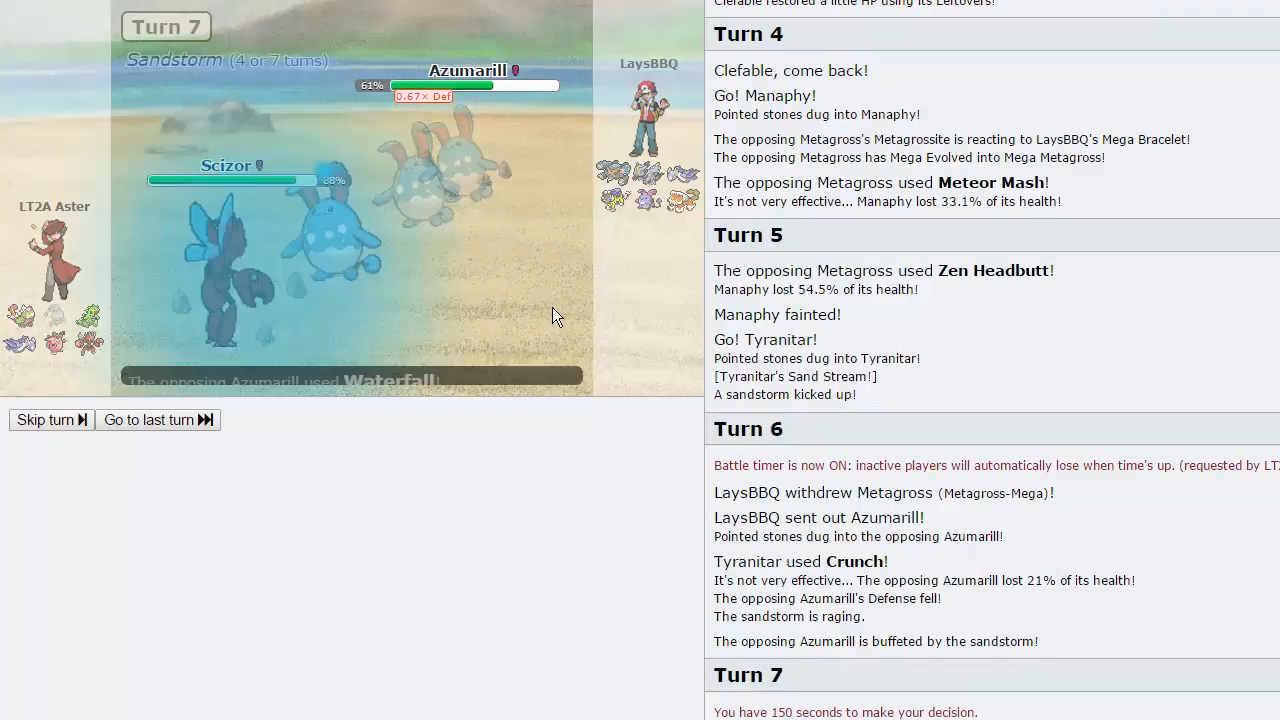 Turn 7
Sandstorm (4 or 7 turns)
Azumarill
61%
0.67× Def
LaysBBQ
Scizor
88%
LT2A Aster
The opposing Azumarill used Waterfall!
Skip turn
Go to last turn
Clefable restored a little HP using its Leftovers!
Turn 4
Clefable, come back!
Go! Manaphy!
Pointed stones dug into Manaphy!
The opposing Metagross's Metagrossite is reacting to LaysBBQ's Mega Bracelet!
The opposing Metagross has Mega Evolved into Mega Metagross!
The opposing Metagross used Meteor Mash!
It's not very effective... Manaphy lost 33.1% of its health!
Turn 5
The opposing Metagross used Zen Headbutt!
Manaphy lost 54.5% of its health!
Manaphy fainted!
Go! Tyranitar!
Pointed stones dug into Tyranitar!
[Tyranitar's Sand Stream!]
A sandstorm kicked up!
Turn 6
Battle timer is now ON: inactive players will automatically lose when time's up. (requested by LT2
LaysBBQ withdrew Metagross (Metagross-Mega)!
LaysBBQ sent out Azumarill!
Pointed stones dug into the opposing Azumarill!
Tyranitar used Crunch!
It's not very effective... The opposing Azumarill lost 21% of its health!
The opposing Azumarill's Defense fell!
The sandstorm is raging.
The opposing Azumarill is buffeted by the sandstorm!
Turn 7
You have 150 seconds to make your decision.